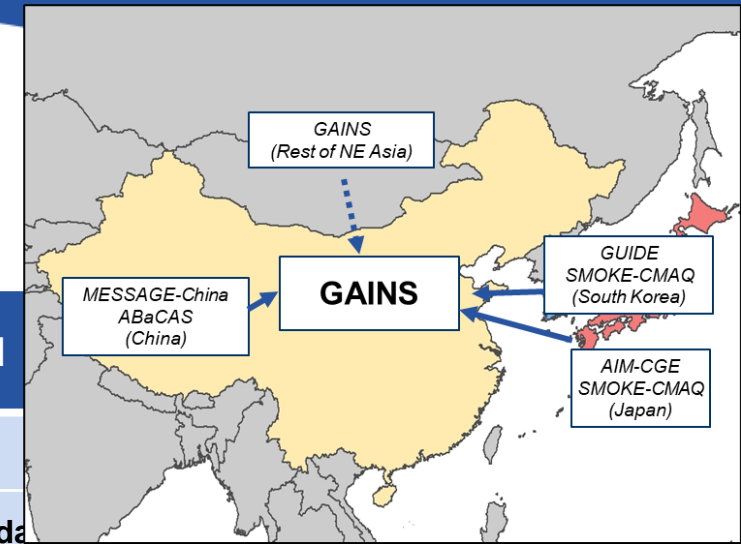 GAINS
(Rest of NE Asia)
MESSAGE-China
ABaCAS
(China)
GAINS
GUIDE
SMOKE-CMAQ
(South Korea)
AIM-CGE
SMOKE-CMAQ
(Japan)
da